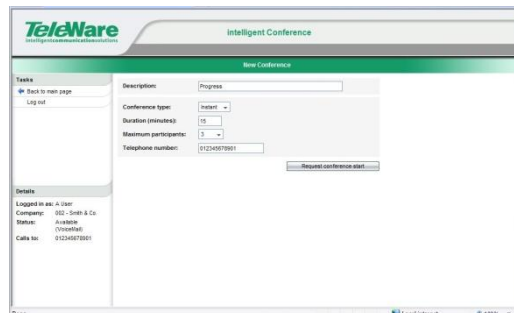 TeleWare
intelligentcommunicationsolutions
intelligent Conference
New Conference
Tasks
Back to main page
Log out
Description: Progress
Conference type: Instant
Duration (minutes): 15
Maximum participants: 3
Telephone number: 012345678901
Request conference start
Details
Logged in as: A User
Company: 002 - Smith & Co.
Status: Available
(VoiceMail)
Calls to: 012345678901
Local intranet